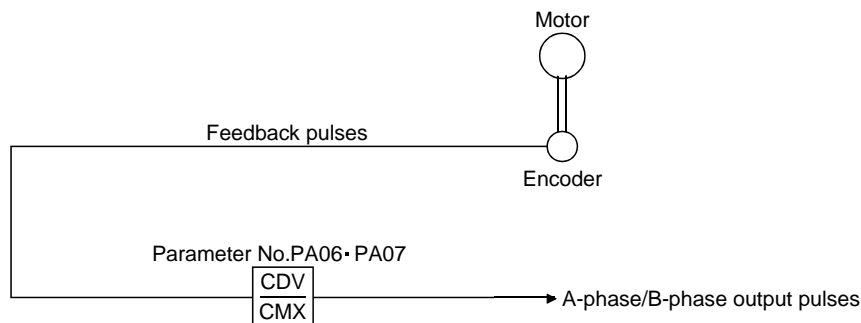 Motor
Feedback pulses
Encoder
Parameter No.PA06・PA07
CDV
CMX
A-phase/B-phase output pulses